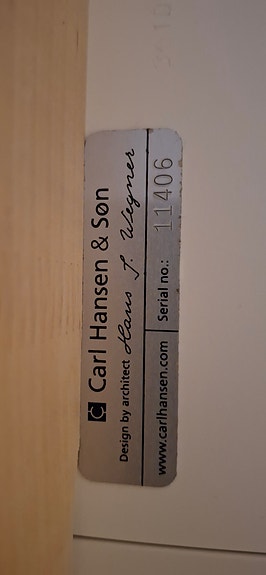 Carl Hansen & Søn
Design by architect Hans J. Wegner
www.carlhansen.com Serial no.: 11406